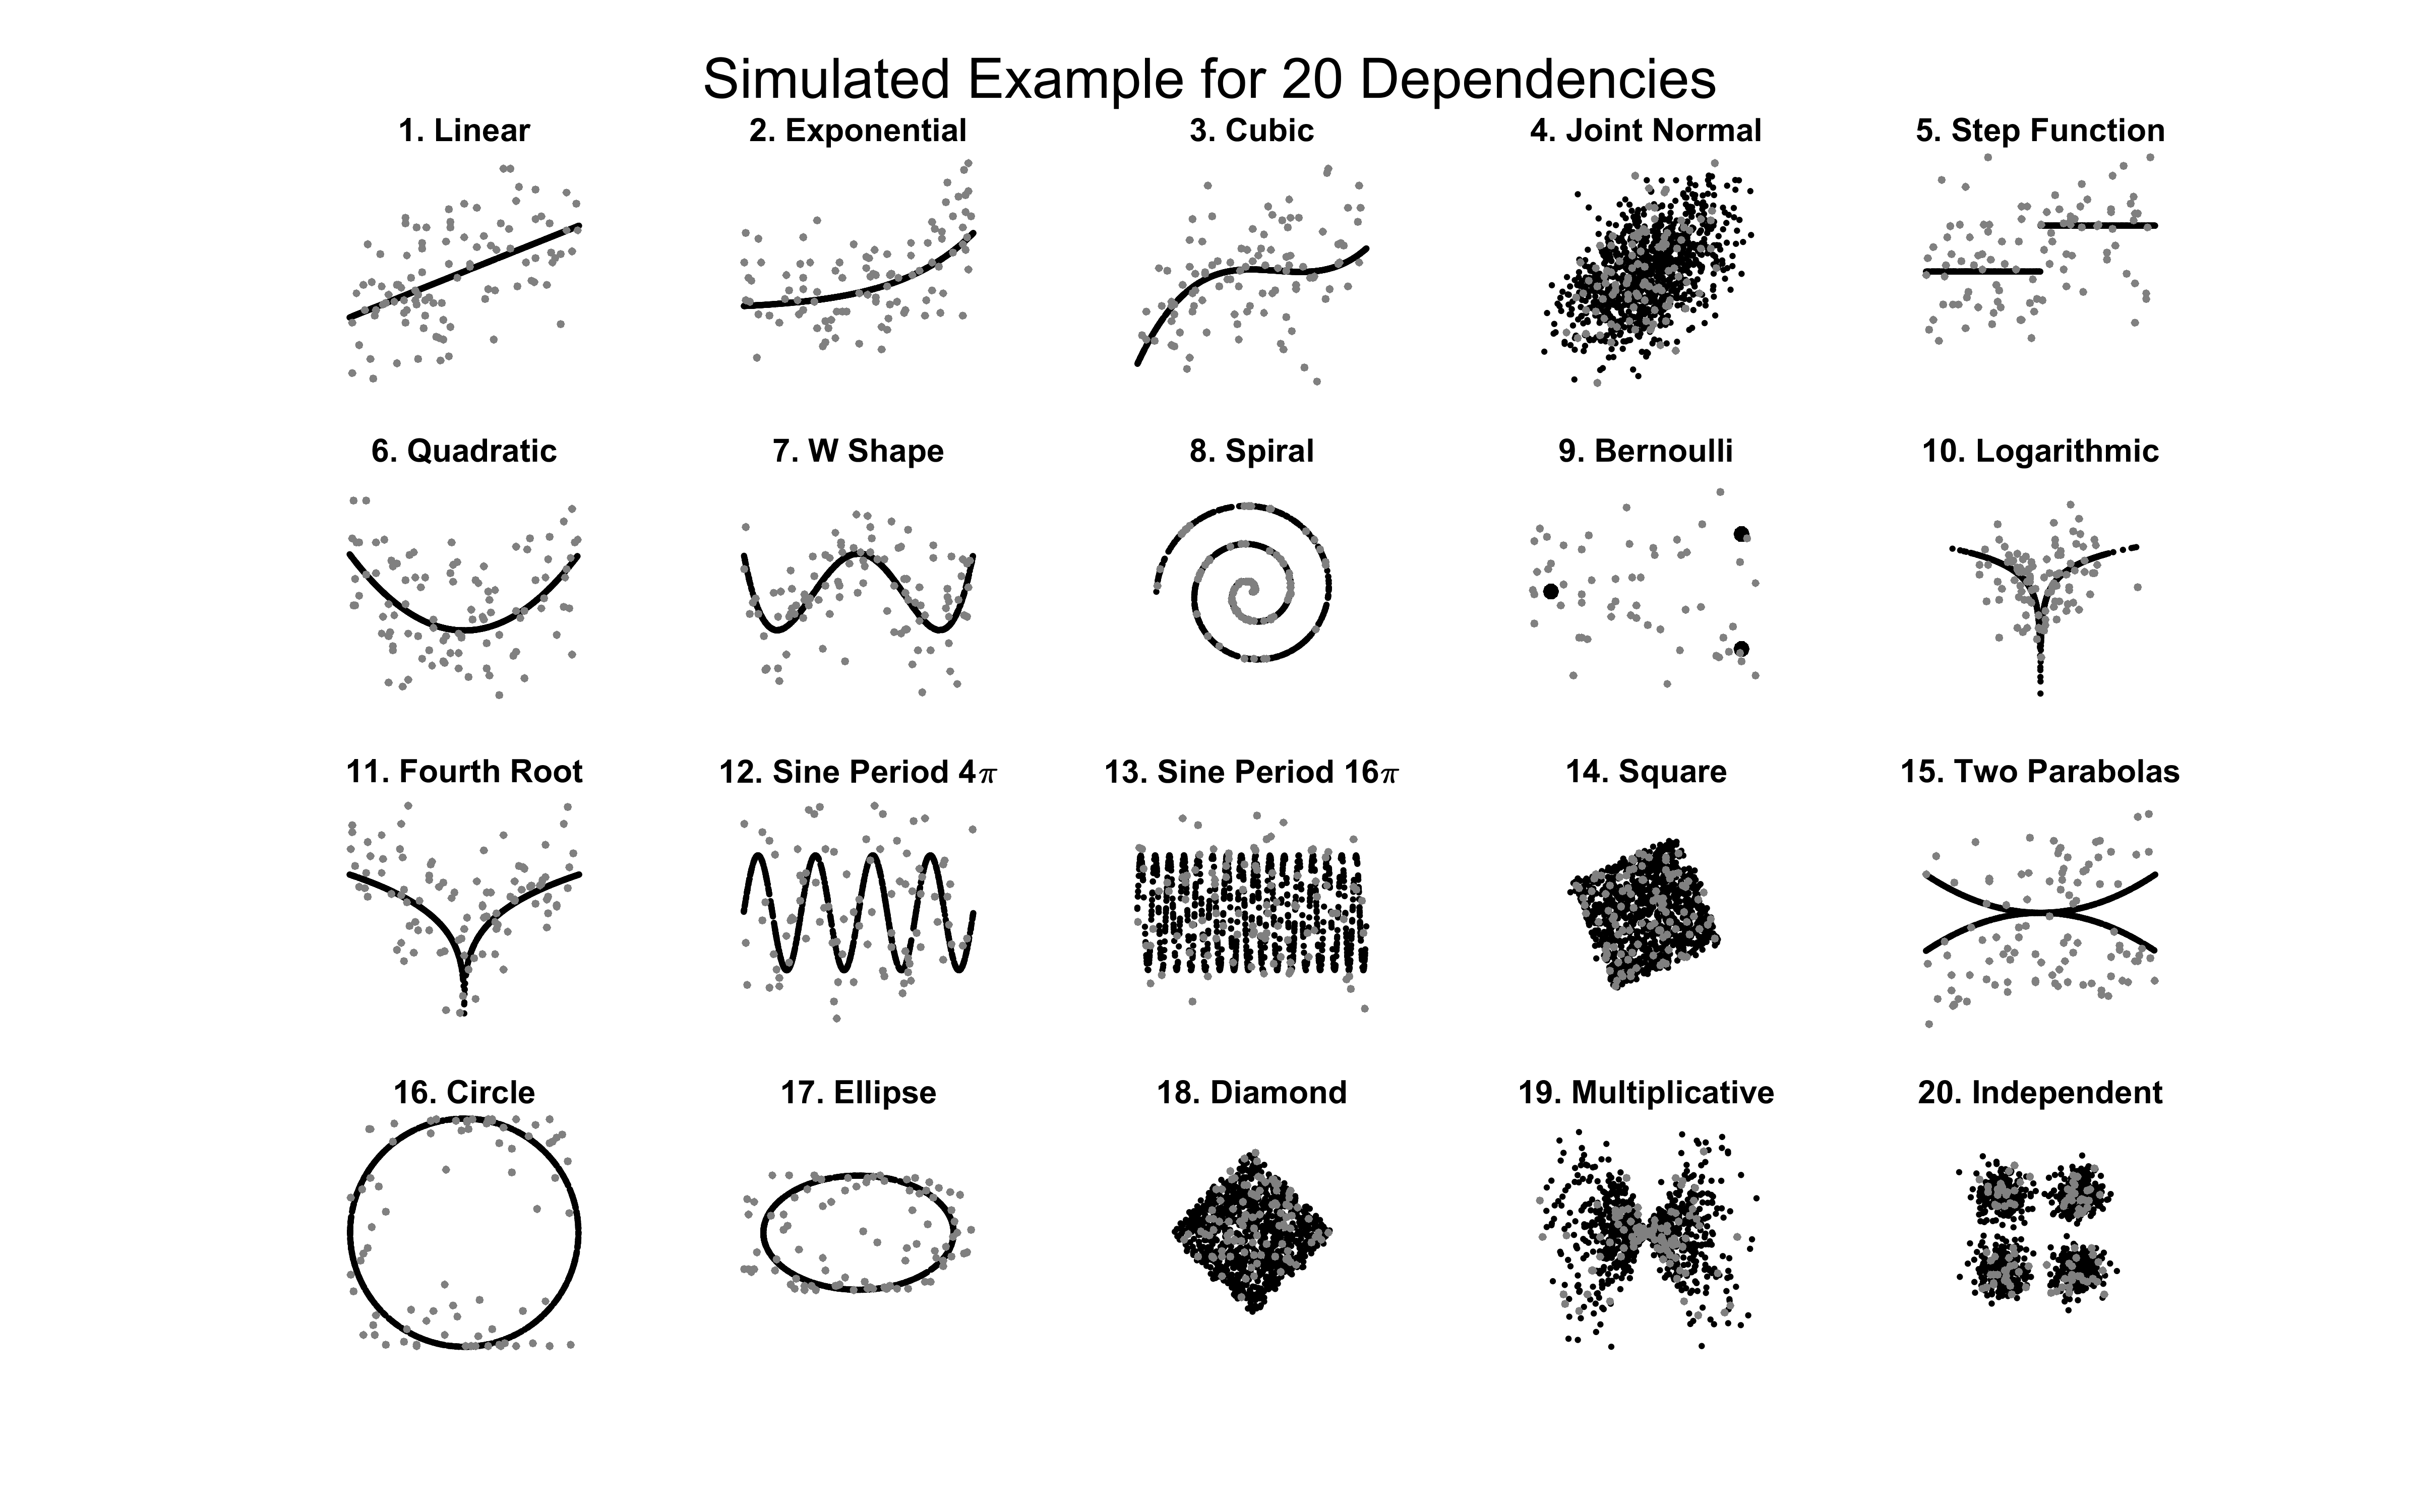 Simulated Example for 20 Dependencies
1. Linear
2. Exponential
3. Cubic
4. Joint Normal
5. Step Function
6. Quadratic
7. W Shape
8. Spiral
9. Bernoulli
10. Logarithmic
11. Fourth Root
12. Sine Period 4π
13. Sine Period 16π
14. Square
15. Two Parabolas
16. Circle
17. Ellipse
18. Diamond
19. Multiplicative
20. Independent